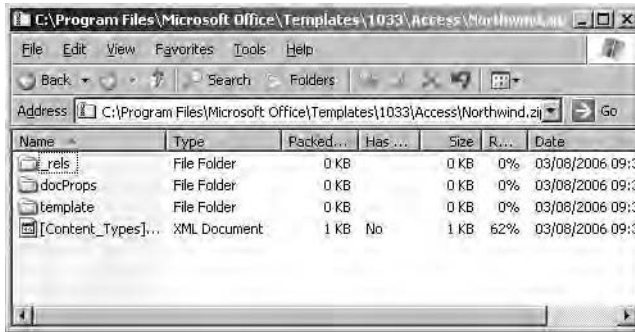 C:\Program Files\Microsoft Office\Templates\1033\Access\Northwind.zi
File Edit View Favorites Tools Help
Back Search Folders
Address C:\Program Files\Microsoft Office\Templates\1033\Access\Northwind.zip Go
Name Type Packed... Has ... Size R... Date
_rels File Folder 0 KB 0 KB 0% 03/08/2006 09:3
docProps File Folder 0 KB 0 KB 0% 03/08/2006 09:3
template File Folder 0 KB 0 KB 0% 03/08/2006 09:3
[Content_Types]... XML Document 1 KB No 1 KB 62% 03/08/2006 09:3